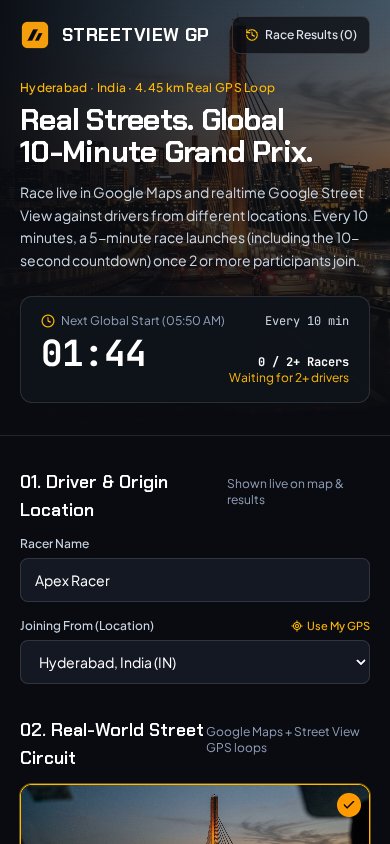 STREETVIEW GP
Race Results (0)
Hyderabad · India · 4.45 km Real GPS Loop
Real Streets. Global
10-Minute Grand Prix.
Race live in Google Maps and realtime Google Street
View against drivers from different locations. Every 10
minutes, a 5–minute race launches (including the 10–
second countdown) once 2 or more participants join.
Next Global Start (05:50 AM)
Every 10 min
01:44
0 / 2+ Racers
Waiting for 2+ drivers
01. Driver & Origin
Location
Shown live on map &
results
Racer Name
Apex Racer
Joining From (Location)
Use My GPS
Hyderabad, India (IN)
02. Real-World Street
Circuit
Google Maps + Street View
GPS loops